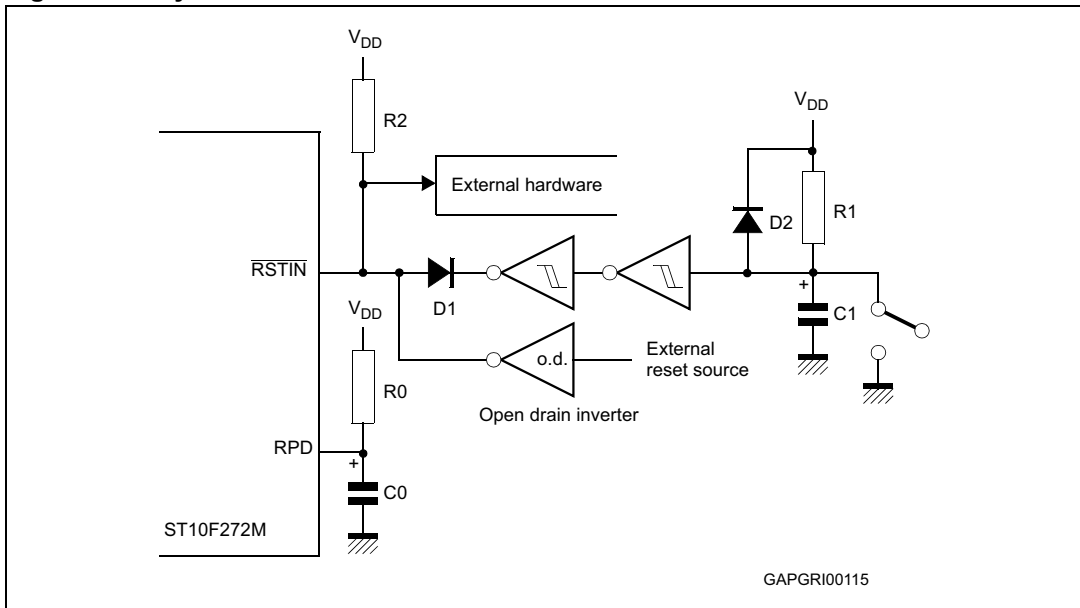 V_DD
R2
V_DD
External hardware
D2
R1
RSTIN
+
D1
V_DD
C1
o.d.
External
reset source
R0
Open drain inverter
RPD
+
C0
ST10F272M
GAPGRI00115